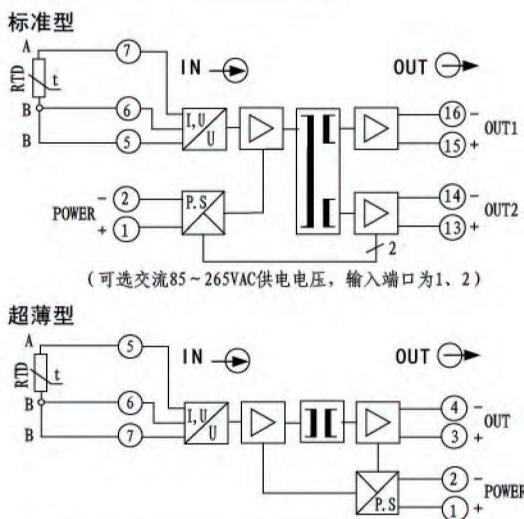 标准型
A
RTD
t
B
B
7
6
5
IN
OUT
I,U
U
16 -
15 +
OUT1
14 -
13 +
OUT2
POWER
- 2
+ 1
P.S
2
(可选交流85~265VAC供电电压，输入端口为1、2)
超薄型
A
RTD
t
B
B
5
6
7
IN
OUT
I,U
U
4 -
3 +
OUT
2 -
1 +
POWER
P.S